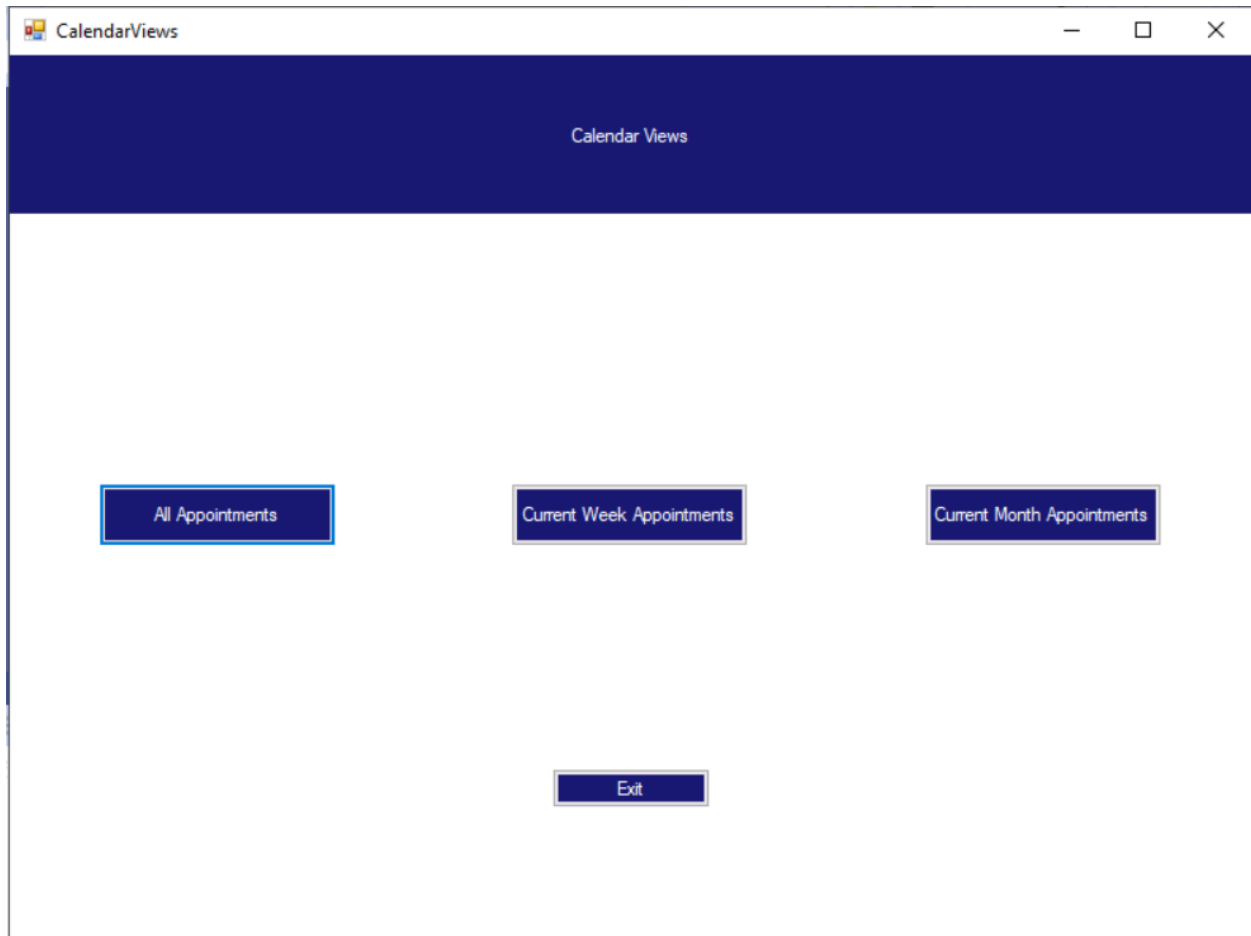 CalendarViews
Calendar Views
All Appointments
Current Week Appointments
Current Month Appointments
Exit